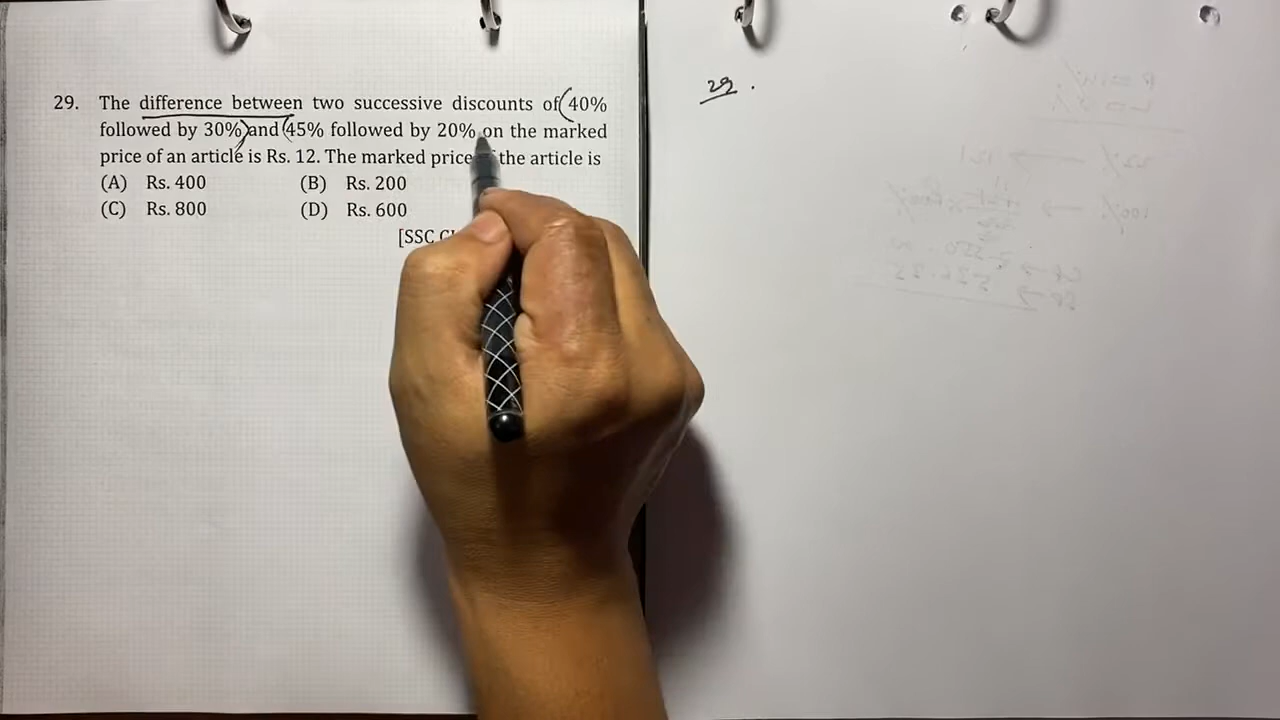 29. The difference between two successive discounts of (40%
followed by 30%) and (45% followed by 20% on the marked
price of an article is Rs. 12. The marked price the article is
(A) Rs. 400 (B) Rs. 200
(C) Rs. 800 (D) Rs. 600
[SSC
29.